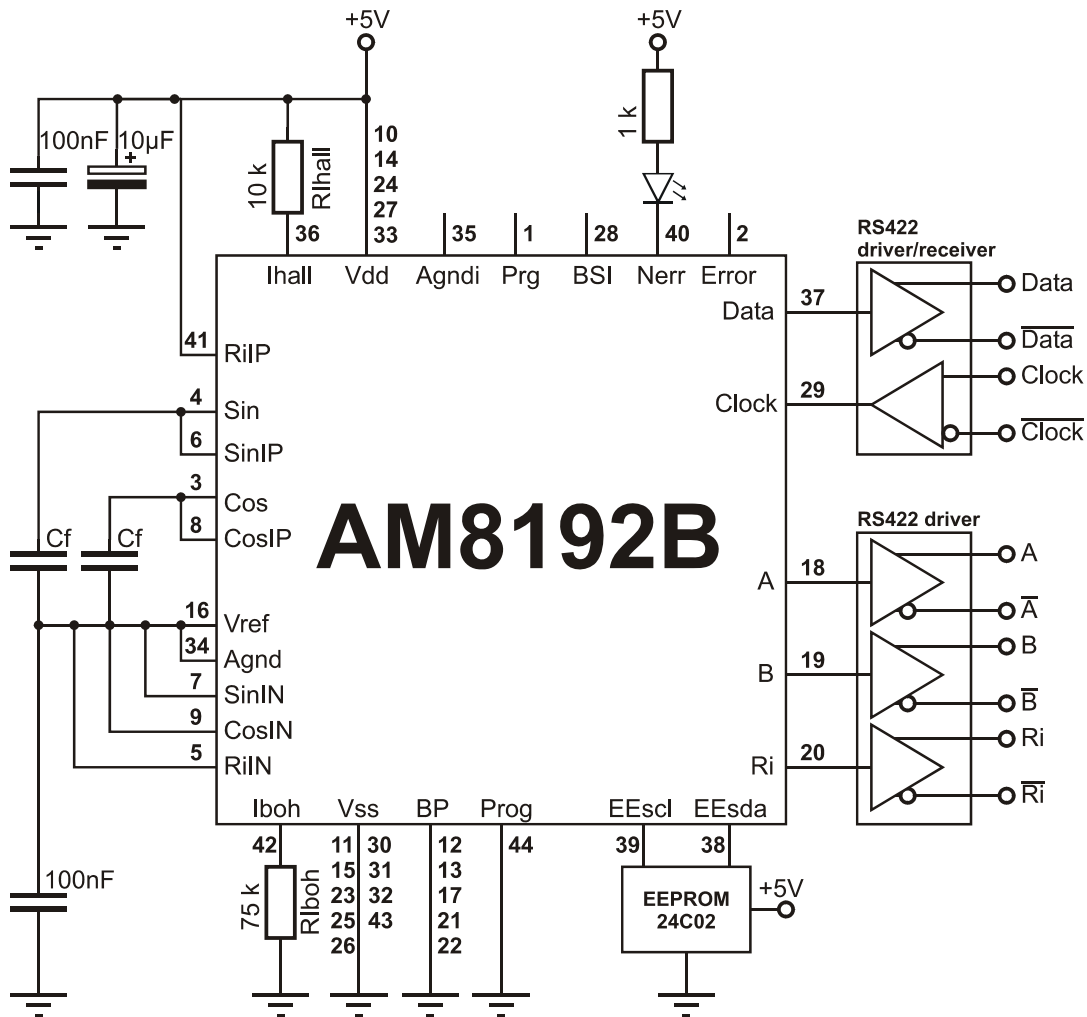 +5V
+5V
100nF
10µF
10 k
RIhall
1 k
10
14
24
27
33
36
35
1
28
40
2
Ihall
Vdd
Agndi
Prg
BSI
Nerr
Error
RS422
driver/receiver
Data
37
Data
Data
Clock
29
Clock
Clock
41
RiIP
4
Sin
6
SinIP
3
Cos
8
CosIP
Cf
Cf
AM8192B
RS422 driver
A
18
A
A
B
19
B
B
Ri
20
Ri
Ri
16
Vref
34
Agnd
7
SinIN
9
CosIN
5
RiIN
Iboh
Vss
BP
Prog
EEscl
EEsda
42
11 30
15 31
23 32
25 43
26
12
13
17
21
22
44
39
38
75 k
RIboh
100nF
EEPROM
24C02
+5V